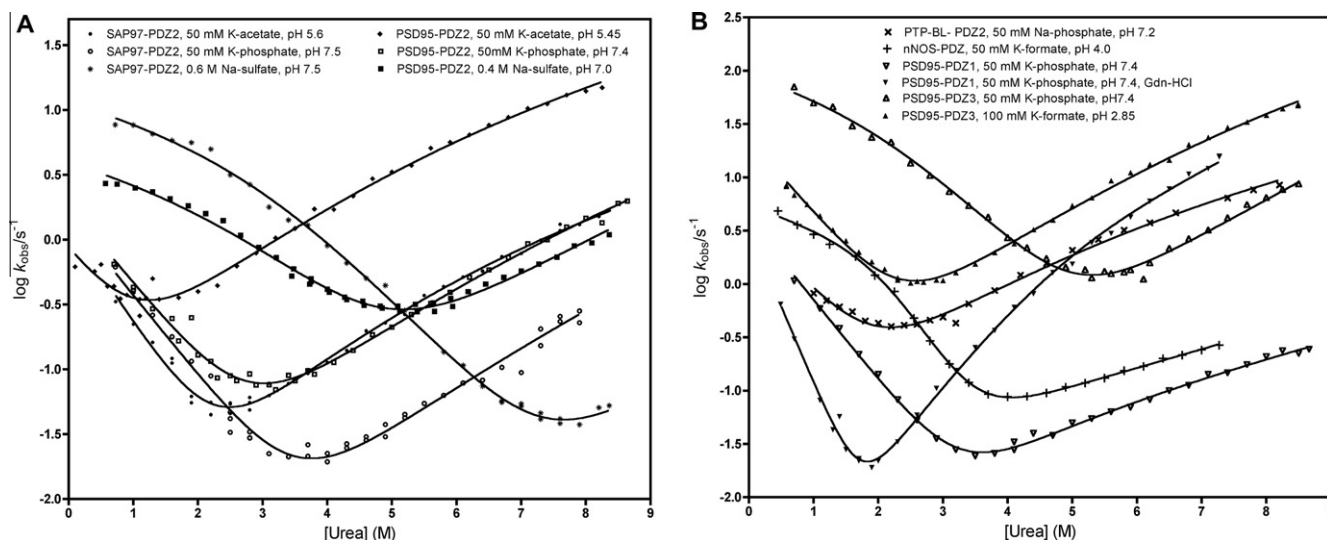 A
SAP97-PDZ2, 50 mM K-acetate, pH 5.6
SAP97-PDZ2, 50 mM K-phosphate, pH 7.5
SAP97-PDZ2, 0.6 M Na-sulfate, pH 7.5
PSD95-PDZ2, 50 mM K-acetate, pH 5.45
PSD95-PDZ2, 50mM K-phosphate, pH 7.4
PSD95-PDZ2, 0.4 M Na-sulfate, pH 7.0
log kobs/s-1
1.5
1.0
0.5
0.0
-0.5
-1.0
-1.5
-2.0
0 1 2 3 4 5 6 7 8 9
[Urea] (M)
B
PTP-BL- PDZ2, 50 mM Na-phosphate, pH 7.2
nNOS-PDZ, 50 mM K-formate, pH 4.0
PSD95-PDZ1, 50 mM K-phosphate, pH 7.4
PSD95-PDZ1, 50 mM K-phosphate, pH 7.4, Gdn-HCl
PSD95-PDZ3, 50 mM K-phosphate, pH7.4
PSD95-PDZ3, 100 mM K-formate, pH 2.85
log kobs/s-1
2.5
2.0
1.5
1.0
0.5
0.0
-0.5
-1.0
-1.5
-2.0
0 1 2 3 4 5 6 7 8
[Urea] (M)